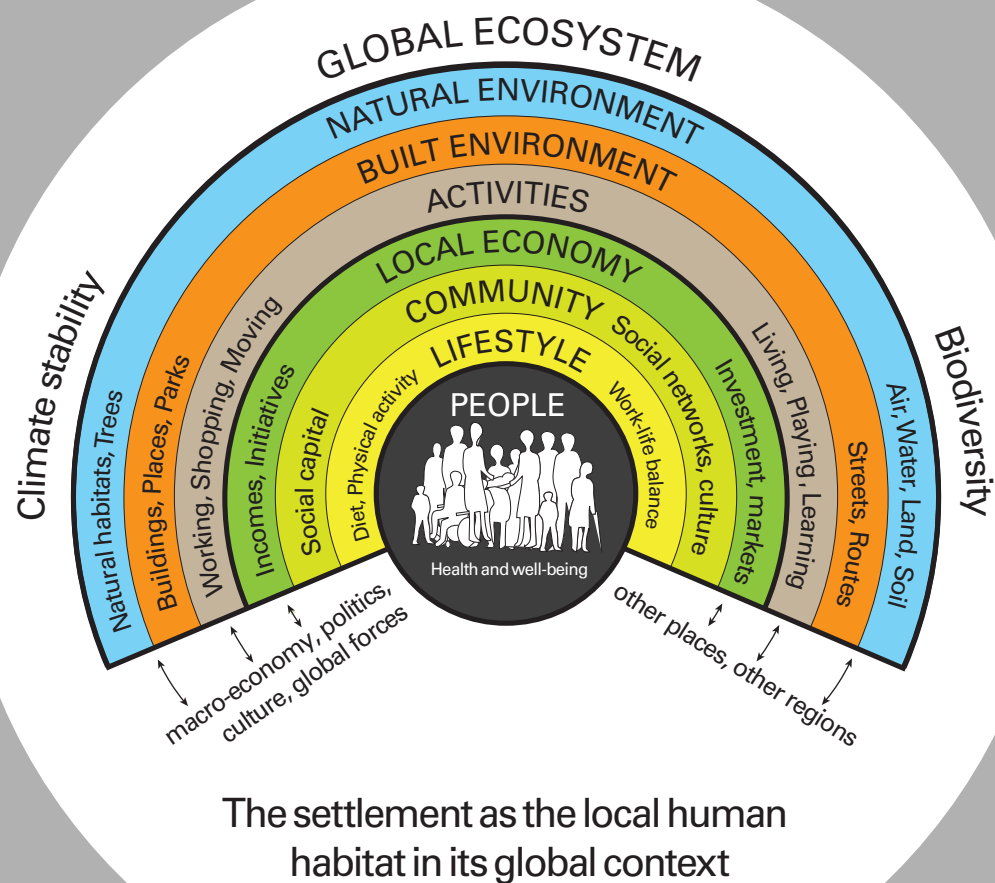 GLOBAL ECOSYSTEM
Climate stability
Biodiversity
NATURAL ENVIRONMENT
Natural habitats, Trees
Air, Water, Land, Soil
BUILT ENVIRONMENT
Buildings, Places, Parks
Streets, Routes
ACTIVITIES
Working, Shopping, Moving
Living, Playing, Learning
LOCAL ECONOMY
Incomes, Initiatives
Investment, markets
COMMUNITY
Social capital
Social networks, culture
LIFESTYLE
Diet, Physical activity
Work-life balance
PEOPLE
Health and well-being
macro-economy, politics,
culture, global forces
other places, other regions
The settlement as the local human
habitat in its global context